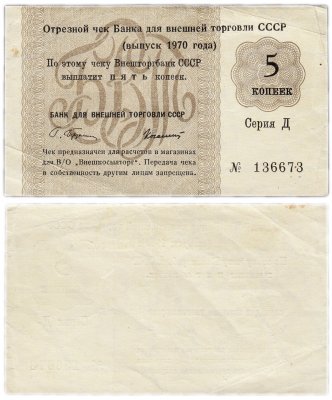 Отрезной чек Банка для внешней торговли СССР
(выпуск 1970 года)
По этому чеку Внешторгбанк СССР
выплатит пять копеек.
БАНК ДЛЯ ВНЕШНЕЙ ТОРГОВЛИ СССР
5
КОПЕЕК
Серия Д
№ 136673
Чек предназначен для расчетов в магазинах
для В/О „Внешпосылторг". Передача чека
в собственность другим лицам запрещена.
БВТ